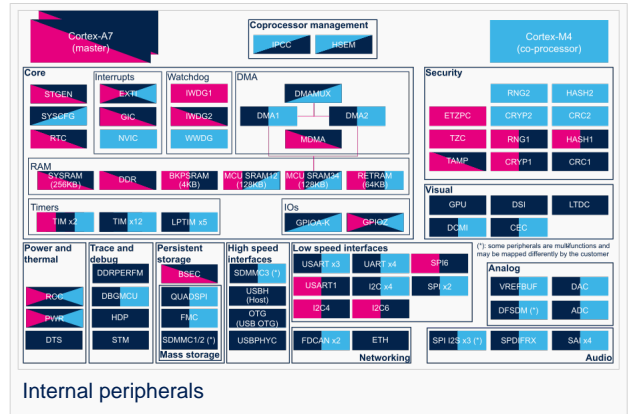 Cortex-A7
(master)
Coprocessor management
IPCC
HSEM
Cortex-M4
(co-processor)
Core
STGEN
SYSCFG
RTC
Interrupts
EXTI
GIC
NVIC
Watchdog
IWDG1
IWDG2
WWDG
DMA
DMAMUX
DMA1
DMA2
MDMA
RAM
SYSRAM
(256KB)
DDR
BKPSRAM
(4KB)
MCU SRAM12
(128KB)
MCU SRAM34
(128KB)
RETRAM
(64KB)
Timers
TIM x2
TIM x12
LPTIM x5
IOs
GPIOA-K
GPIOZ
Security
RNG2
HASH2
ETZPC
CRYP2
CRC2
TZC
RNG1
HASH1
TAMP
CRYP1
CRC1
Visual
GPU
DSI
LTDC
DCMI
CEC
(*): some peripherals are multifunctions and
may be mapped differently by the customer
Power and
thermal
ROC
PWR
DTS
Trace and
debug
DDRPERFM
DBGMCU
HDP
STM
Persistent
storage
BSEC
QUADSPI
FMC
SDMMC1/2 (*)
Mass storage
High speed
interfaces
SDMMC3 (*)
USBH
(Host)
OTG
(USB OTG)
USBPHYC
Low speed interfaces
USART x3
UART x4
SPI6
USART1
I2C x4
SPI x2
I2C4
I2C6
FDCAN x2
ETH
Networking
Analog
VREFBUF
DAC
DFSDM (*)
ADC
SPI I2S x3 (*)
SPDIFRX
SAI x4
Audio
Internal peripherals